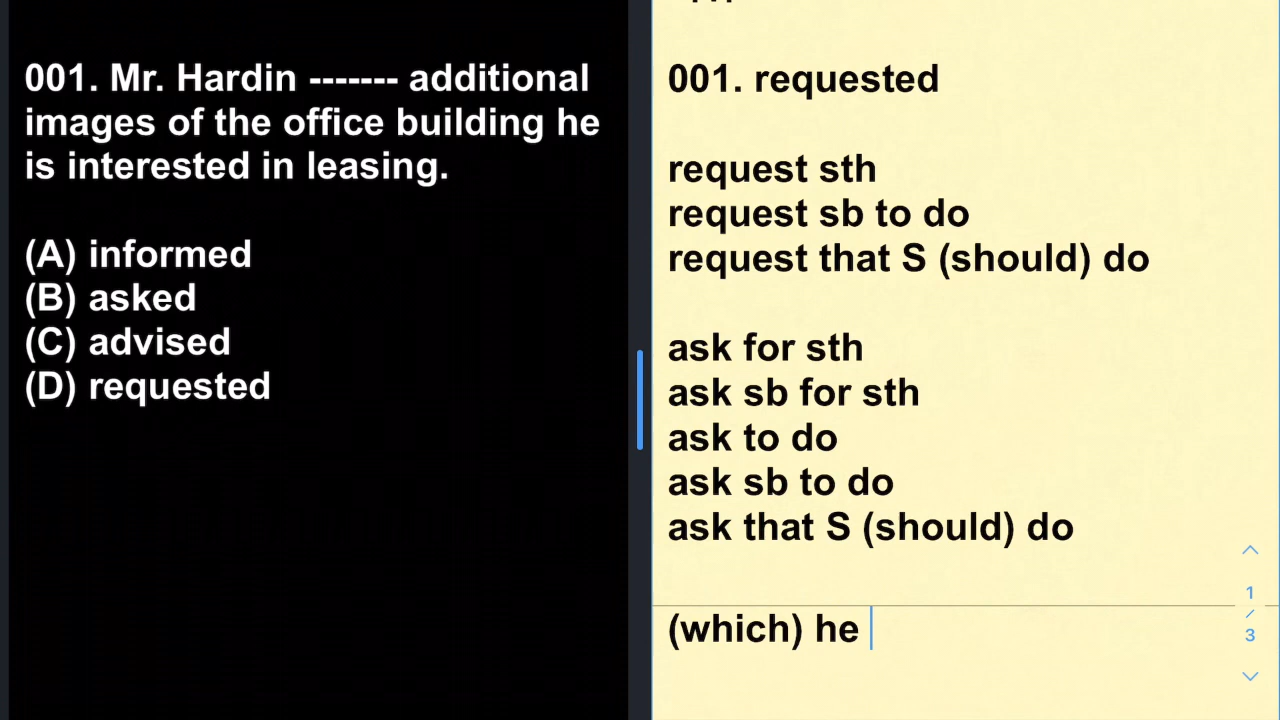 001. Mr. Hardin ------- additional
images of the office building he
is interested in leasing.
(A) informed
(B) asked
(C) advised
(D) requested
001. requested
request sth
request sb to do
request that S (should) do
ask for sth
ask sb for sth
ask to do
ask sb to do
ask that S (should) do
(which) he
1
/
3